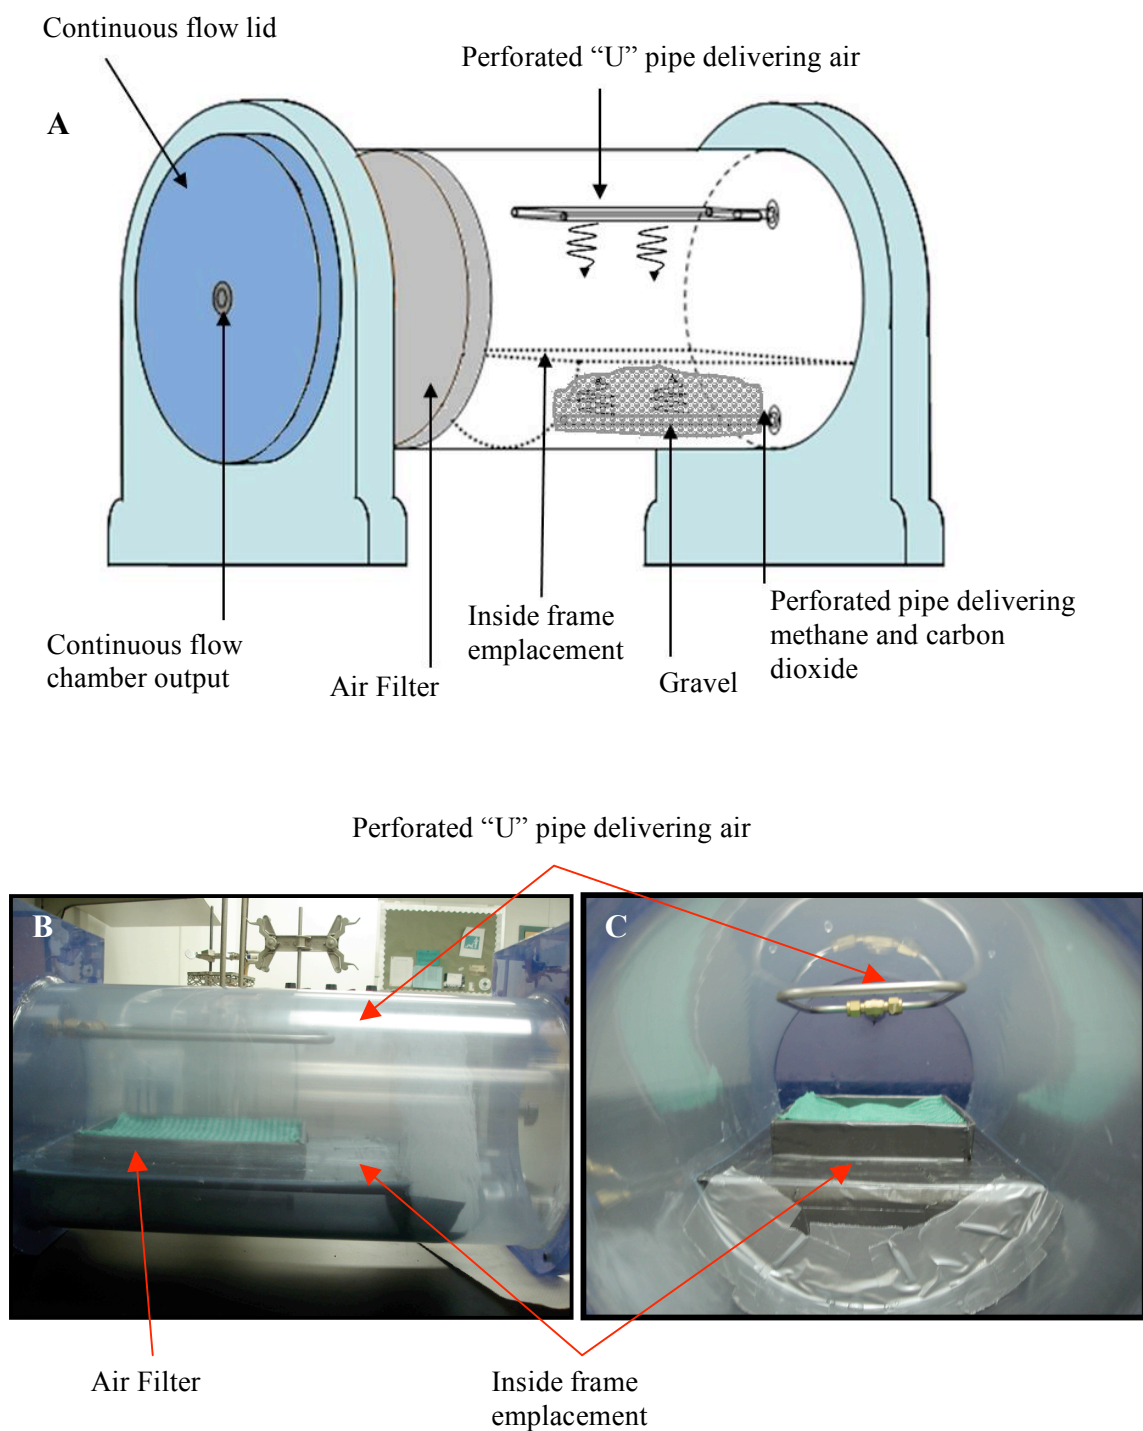 Continuous flow lid
Perforated “U” pipe delivering air
A
Continuous flow
chamber output
Air Filter
Inside frame
emplacement
Gravel
Perforated pipe delivering
methane and carbon
dioxide
Perforated “U” pipe delivering air
B
C
Air Filter
Inside frame
emplacement